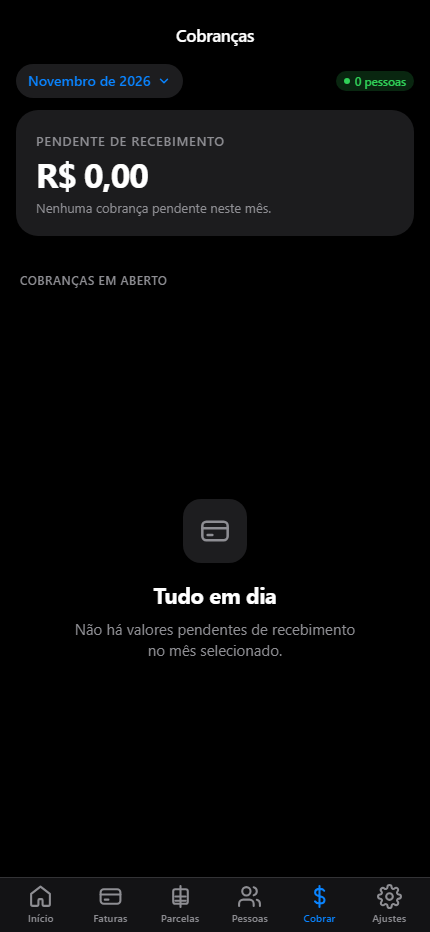 Cobranças
Novembro de 2026
0 pessoas
PENDENTE DE RECEBIMENTO
R$ 0,00
Nenhuma cobrança pendente neste mês.
COBRANÇAS EM ABERTO
Tudo em dia
Não há valores pendentes de recebimento
no mês selecionado.
Início
Faturas
Parcelas
Pessoas
Cobrar
Ajustes